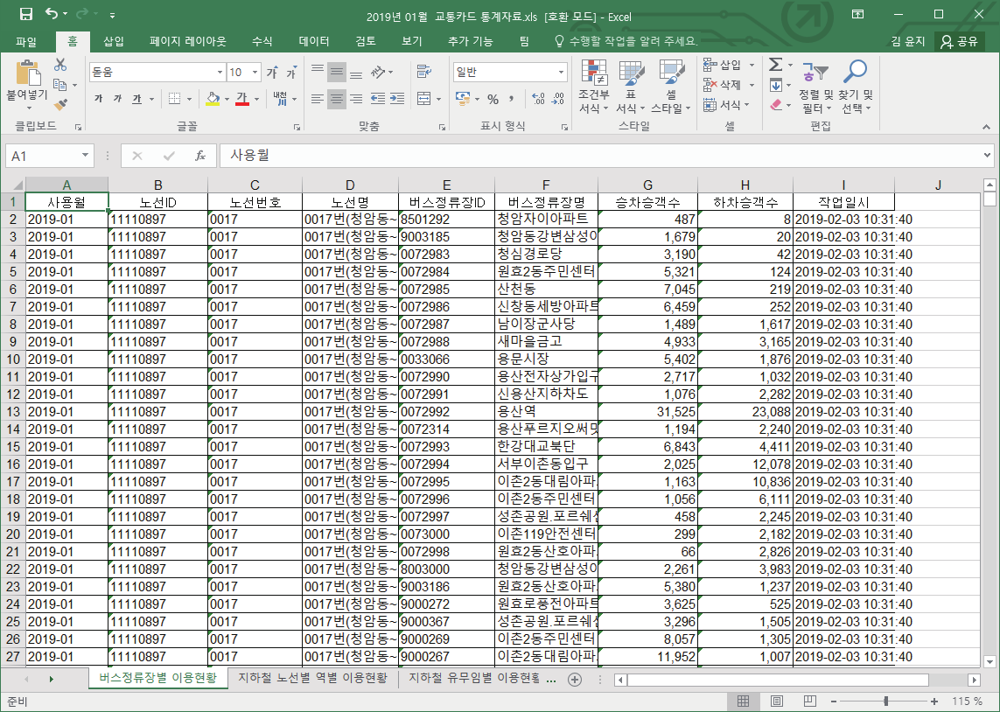 2019년 01월 교통카드 통계자료.xls [호환 모드] - Excel
파일 홈 삽입 페이지 레이아웃 수식 데이터 검토 보기 추가 기능 팀 수행할 작업을 알려 주세요. 김 윤지 공유
돋움 10 가 가 일반 삽입
붙여넣기 가 가 가 가 내천 % , 조건부 서식 표 서식 셀 스타일 삭제 정렬 및 필터 찾기 및 선택
서식
클립보드 글꼴 맞춤 표시 형식 스타일 셀 편집
A1 fx 사용월
A B C D E F G H I J
1 사용월 노선ID 노선번호 노선명 버스정류장ID 버스정류장명 승차승객수 하차승객수 작업일시
2 2019-01 11110897 0017 0017번(청암동~ 8501292 청암자이아파트 487 8 2019-02-03 10:31:40
3 2019-01 11110897 0017 0017번(청암동~ 9003185 청암동강변삼성아 1,679 20 2019-02-03 10:31:40
4 2019-01 11110897 0017 0017번(청암동~ 0072983 청심경로당 3,190 42 2019-02-03 10:31:40
5 2019-01 11110897 0017 0017번(청암동~ 0072984 원효2동주민센터 5,321 124 2019-02-03 10:31:40
6 2019-01 11110897 0017 0017번(청암동~ 0072985 산천동 7,045 219 2019-02-03 10:31:40
7 2019-01 11110897 0017 0017번(청암동~ 0072986 신창동세방아파트 6,459 252 2019-02-03 10:31:40
8 2019-01 11110897 0017 0017번(청암동~ 0072987 남이장군사당 1,489 1,617 2019-02-03 10:31:40
9 2019-01 11110897 0017 0017번(청암동~ 0072988 새마을금고 4,933 3,165 2019-02-03 10:31:40
10 2019-01 11110897 0017 0017번(청암동~ 0033066 용문시장 5,402 1,876 2019-02-03 10:31:40
11 2019-01 11110897 0017 0017번(청암동~ 0072990 용산전자상가입구 2,717 1,032 2019-02-03 10:31:40
12 2019-01 11110897 0017 0017번(청암동~ 0072991 신용산지하차도 1,076 2,282 2019-02-03 10:31:40
13 2019-01 11110897 0017 0017번(청암동~ 0072992 용산역 31,525 23,088 2019-02-03 10:31:40
14 2019-01 11110897 0017 0017번(청암동~ 0072314 용산푸르지오써밋 1,194 2,240 2019-02-03 10:31:40
15 2019-01 11110897 0017 0017번(청암동~ 0072993 한강대교북단 6,843 4,411 2019-02-03 10:31:40
16 2019-01 11110897 0017 0017번(청암동~ 0072994 서부이촌동입구 2,025 12,078 2019-02-03 10:31:40
17 2019-01 11110897 0017 0017번(청암동~ 0072995 이촌2동대림아파 1,163 10,836 2019-02-03 10:31:40
18 2019-01 11110897 0017 0017번(청암동~ 0072996 이촌2동주민센터 1,056 6,111 2019-02-03 10:31:40
19 2019-01 11110897 0017 0017번(청암동~ 0072997 성촌공원.포르쉐 458 2,245 2019-02-03 10:31:40
20 2019-01 11110897 0017 0017번(청암동~ 0073000 이촌119안전센터 299 2,182 2019-02-03 10:31:40
21 2019-01 11110897 0017 0017번(청암동~ 0072998 원효2동산호아파 66 2,826 2019-02-03 10:31:40
22 2019-01 11110897 0017 0017번(청암동~ 8003000 청암동강변삼성아 2,261 3,983 2019-02-03 10:31:40
23 2019-01 11110897 0017 0017번(청암동~ 9003186 원효2동산호아파 5,380 1,237 2019-02-03 10:31:40
24 2019-01 11110897 0017 0017번(청암동~ 9000272 원효로풍전아파트 3,625 525 2019-02-03 10:31:40
25 2019-01 11110897 0017 0017번(청암동~ 9000367 성촌공원.포르쉐 3,296 1,505 2019-02-03 10:31:40
26 2019-01 11110897 0017 0017번(청암동~ 9000269 이촌2동주민센터 8,057 1,305 2019-02-03 10:31:40
27 2019-01 11110897 0017 0017번(청암동~ 9000267 이촌2동대림아파 11,952 1,007 2019-02-03 10:31:40
버스정류장별 이용현황 지하철 노선별 역별 이용현황 지하철 유무임별 이용현황 ...
준비 115 %